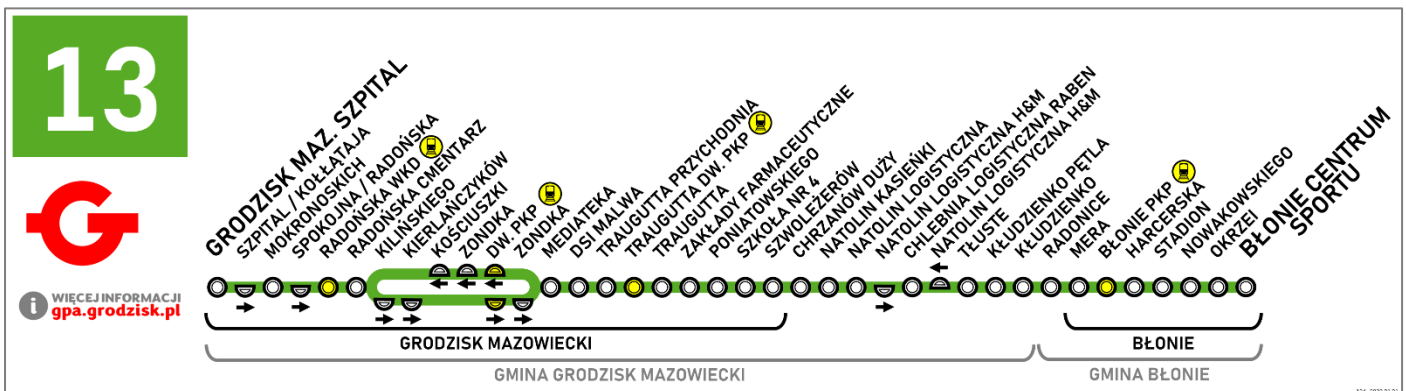 13
WIĘCEJ INFORMACJI
gpa.grodzisk.pl
GRODZISK MAZ. SZPITAL
SZPITAL / KOŁŁĄTAJA
MOKRONOSKICH
SPOKOJNA / RADOŃSKA
RADOŃSKA WKD
RADOŃSKA CMENTARZ
KILIŃSKIEGO
KIERLAŃCZYKÓW
KOŚCIUSZKI
ZONDKA
DW. PKP
ZONDKA
MEDIATEKA
DSI MALWA
TRAUGUTTA PRZYCHODNIA
TRAUGUTTA DW. PKP
TRAUGUTTA
ZAKŁADY FARMACEUTYCZNE
PONIATOWSKIEGO
SZKOŁA NR 4
SZWOLEŻERÓW
CHRZANÓW DUŻY
NATOLIN KASIEŃKI
NATOLIN LOGISTYCZNA
NATOLIN LOGISTYCZNA H&M
CHLEBNIA LOGISTYCZNA RABEN
NATOLIN LOGISTYCZNA H&M
TŁUSTE
KŁUDZIENKO PĘTLA
KŁUDZIENKO
RADONICE
MERA
BŁONIE PKP
HARCERSKA
STADION
NOWAKOWSKIEGO
OKRZEI
BŁONIE CENTRUM
SPORTU
GRODZISK MAZOWIECKI
BŁONIE
GMINA GRODZISK MAZOWIECKI
GMINA BŁONIE